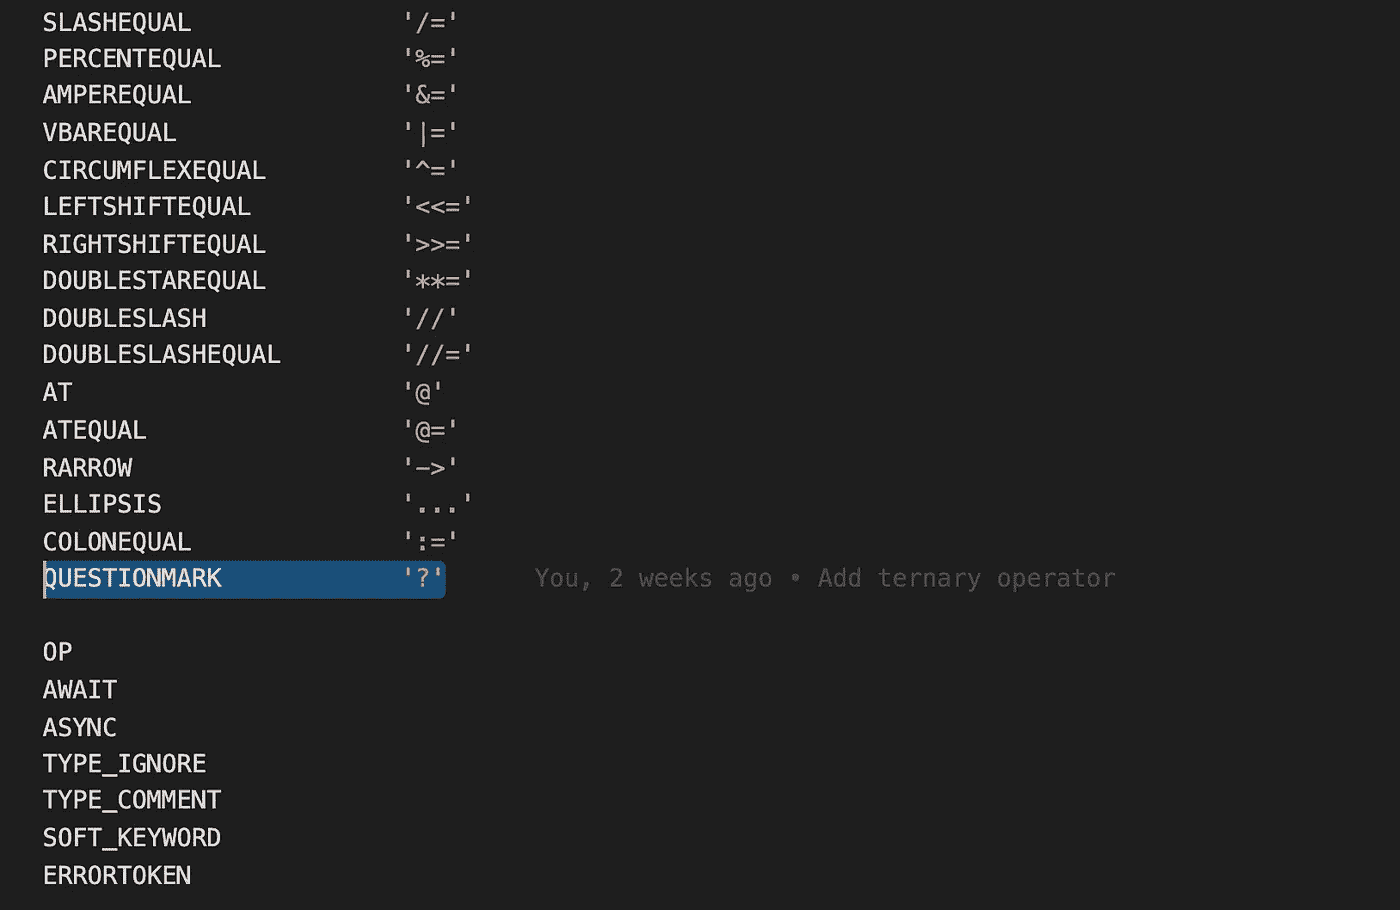 SLASHEQUAL '/='
PERCENTEQUAL '%='
AMPEREQUAL '&='
VBAREQUAL '|='
CIRCUMFLEXEQUAL '^='
LEFTSHIFTEQUAL '<<='
RIGHTSHIFTEQUAL '>>='
DOUBLESTAREQUAL '**='
DOUBLESLASH '//'
DOUBLESLASHEQUAL '//='
AT '@'
ATEQUAL '@='
RARROW '->'
ELLIPSIS '...'
COLONEQUAL ':='
QUESTIONMARK '?' You, 2 weeks ago • Add ternary operator
OP
AWAIT
ASYNC
TYPE_IGNORE
TYPE_COMMENT
SOFT_KEYWORD
ERRORTOKEN